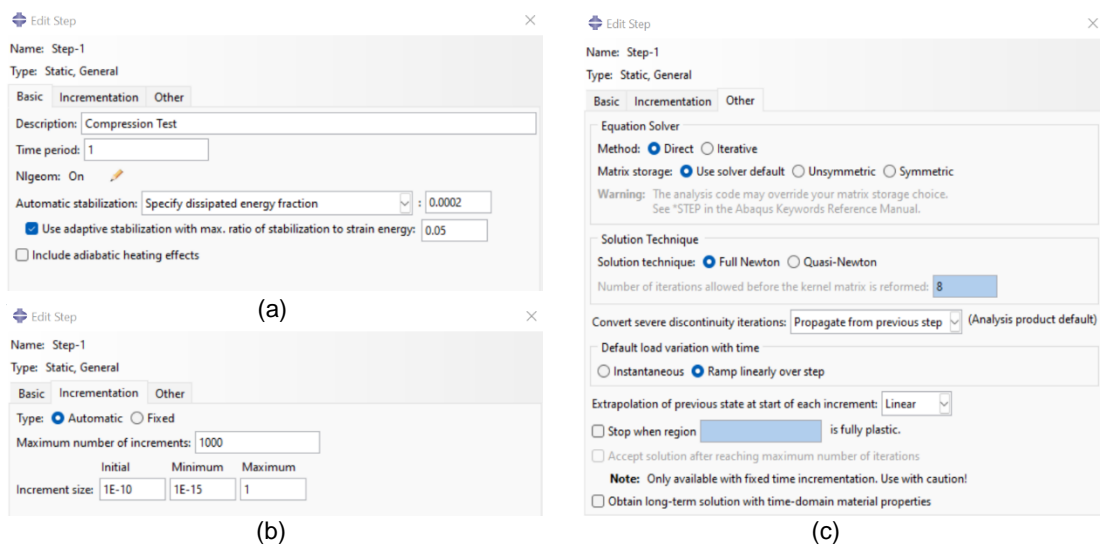 Edit Step
Name: Step-1
Type: Static, General
Basic Incrementation Other
Description: Compression Test
Time period: 1
Nlgeom: On
Automatic stabilization: Specify dissipated energy fraction : 0.0002
Use adaptive stabilization with max. ratio of stabilization to strain energy: 0.05
Include adiabatic heating effects
(a)
Edit Step
Name: Step-1
Type: Static, General
Basic Incrementation Other
Type: Automatic Fixed
Maximum number of increments: 1000
Initial Minimum Maximum
Increment size: 1E-10 1E-15 1
(b)
Edit Step
Name: Step-1
Type: Static, General
Basic Incrementation Other
Equation Solver
Method: Direct Iterative
Matrix storage: Use solver default Unsymmetric Symmetric
Warning: The analysis code may override your matrix storage choice.
See *STEP in the Abaqus Keywords Reference Manual.
Solution Technique
Solution technique: Full Newton Quasi-Newton
Number of iterations allowed before the kernel matrix is reformed: 8
Convert severe discontinuity iterations: Propagate from previous step (Analysis product default)
Default load variation with time
Instantaneous Ramp linearly over step
Extrapolation of previous state at start of each increment: Linear
Stop when region is fully plastic.
Accept solution after reaching maximum number of iterations
Note: Only available with fixed time incrementation. Use with caution!
Obtain long-term solution with time-domain material properties
(c)